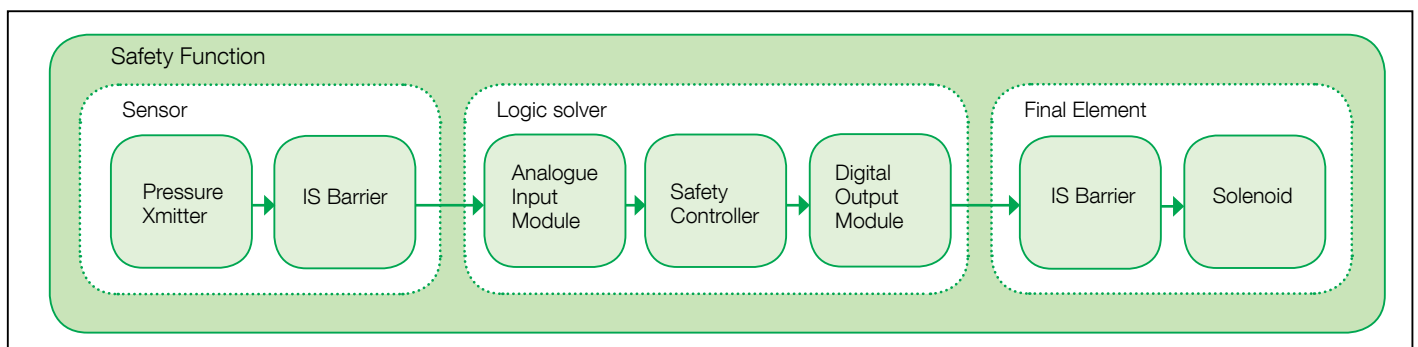 Safety Function
Sensor
Pressure
Xmitter
IS Barrier
Logic solver
Analogue
Input
Module
Safety
Controller
Digital
Output
Module
Final Element
IS Barrier
Solenoid